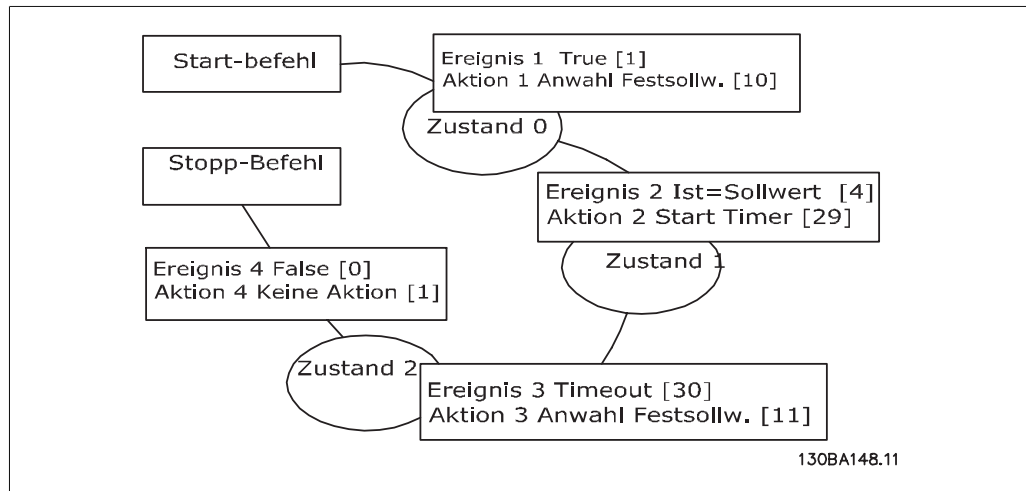 Start-befehl
Ereignis 1 True [1]
Aktion 1 Anwahl Festsollw. [10]
Zustand 0
Stopp-Befehl
Ereignis 2 Ist=Sollwert [4]
Aktion 2 Start Timer [29]
Zustand 1
Ereignis 4 False [0]
Aktion 4 Keine Aktion [1]
Zustand 2
Ereignis 3 Timeout [30]
Aktion 3 Anwahl Festsollw. [11]
130BA148.11